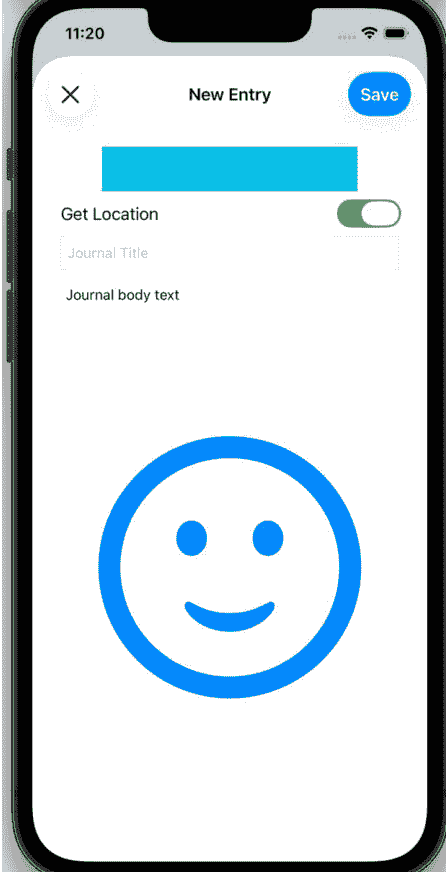 11:20
New Entry
Save
Get Location
Journal Title
Journal body text